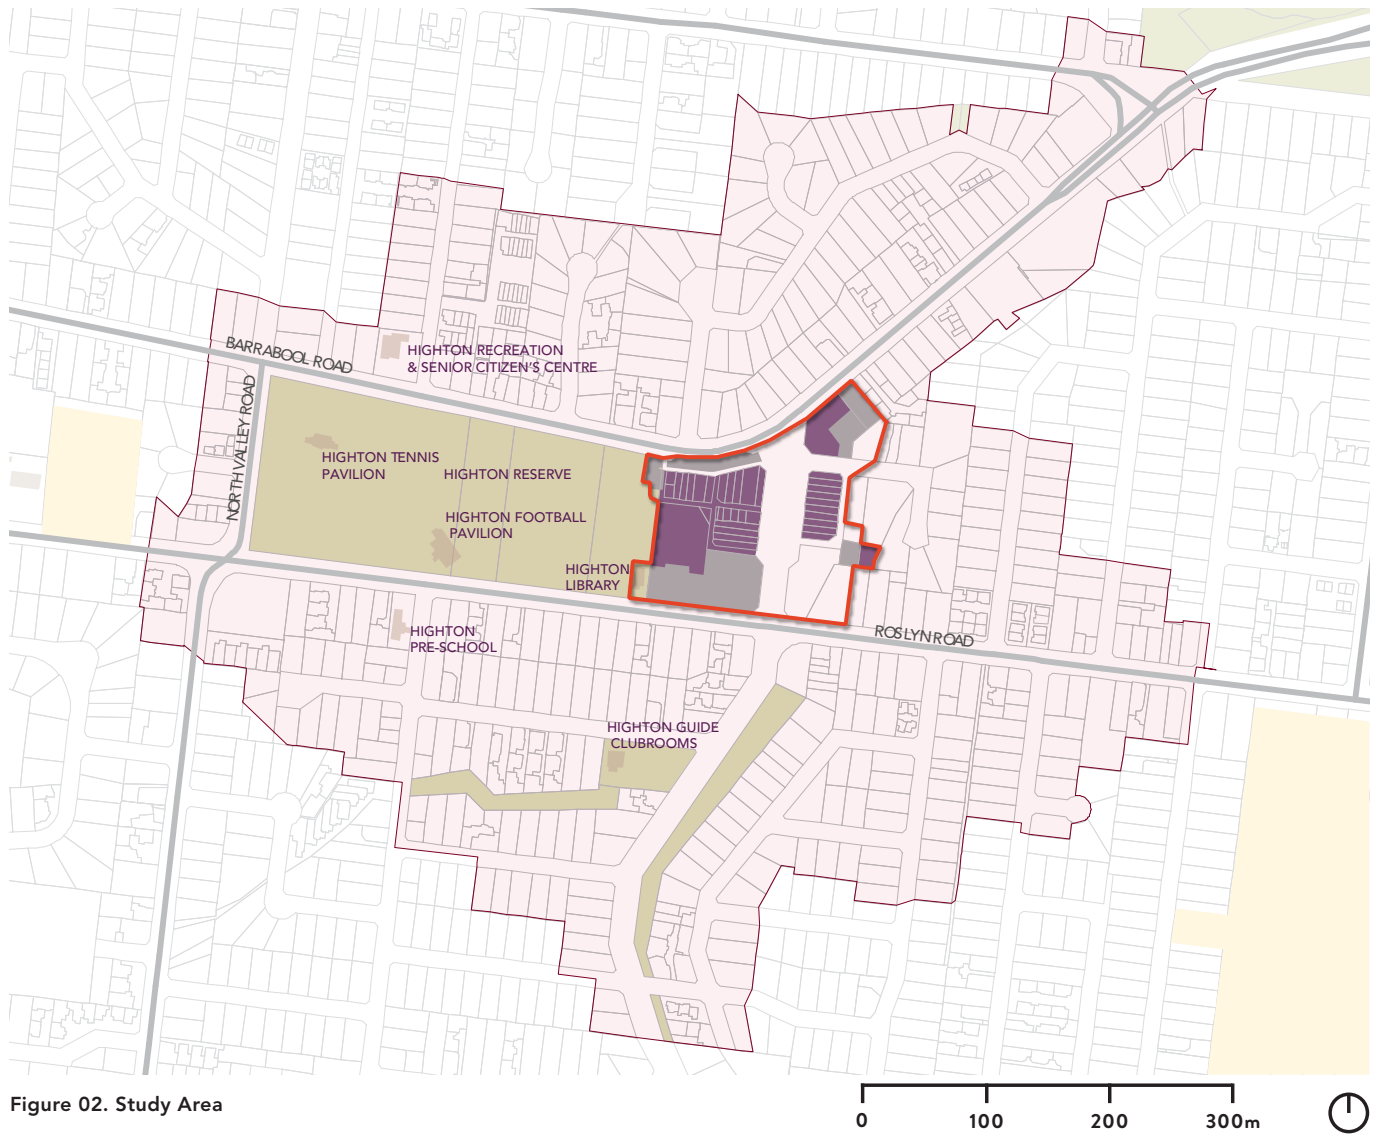 BARRABOOL ROAD
HIGHTON RECREATION
& SENIOR CITIZEN'S CENTRE
NORTH VALLEY ROAD
HIGHTON TENNIS
PAVILION
HIGHTON RESERVE
HIGHTON FOOTBALL
PAVILION
HIGHTON
LIBRARY
HIGHTON
PRE-SCHOOL
ROSLYN ROAD
HIGHTON GUIDE
CLUBROOMS
Figure 02. Study Area
0 100 200 300m